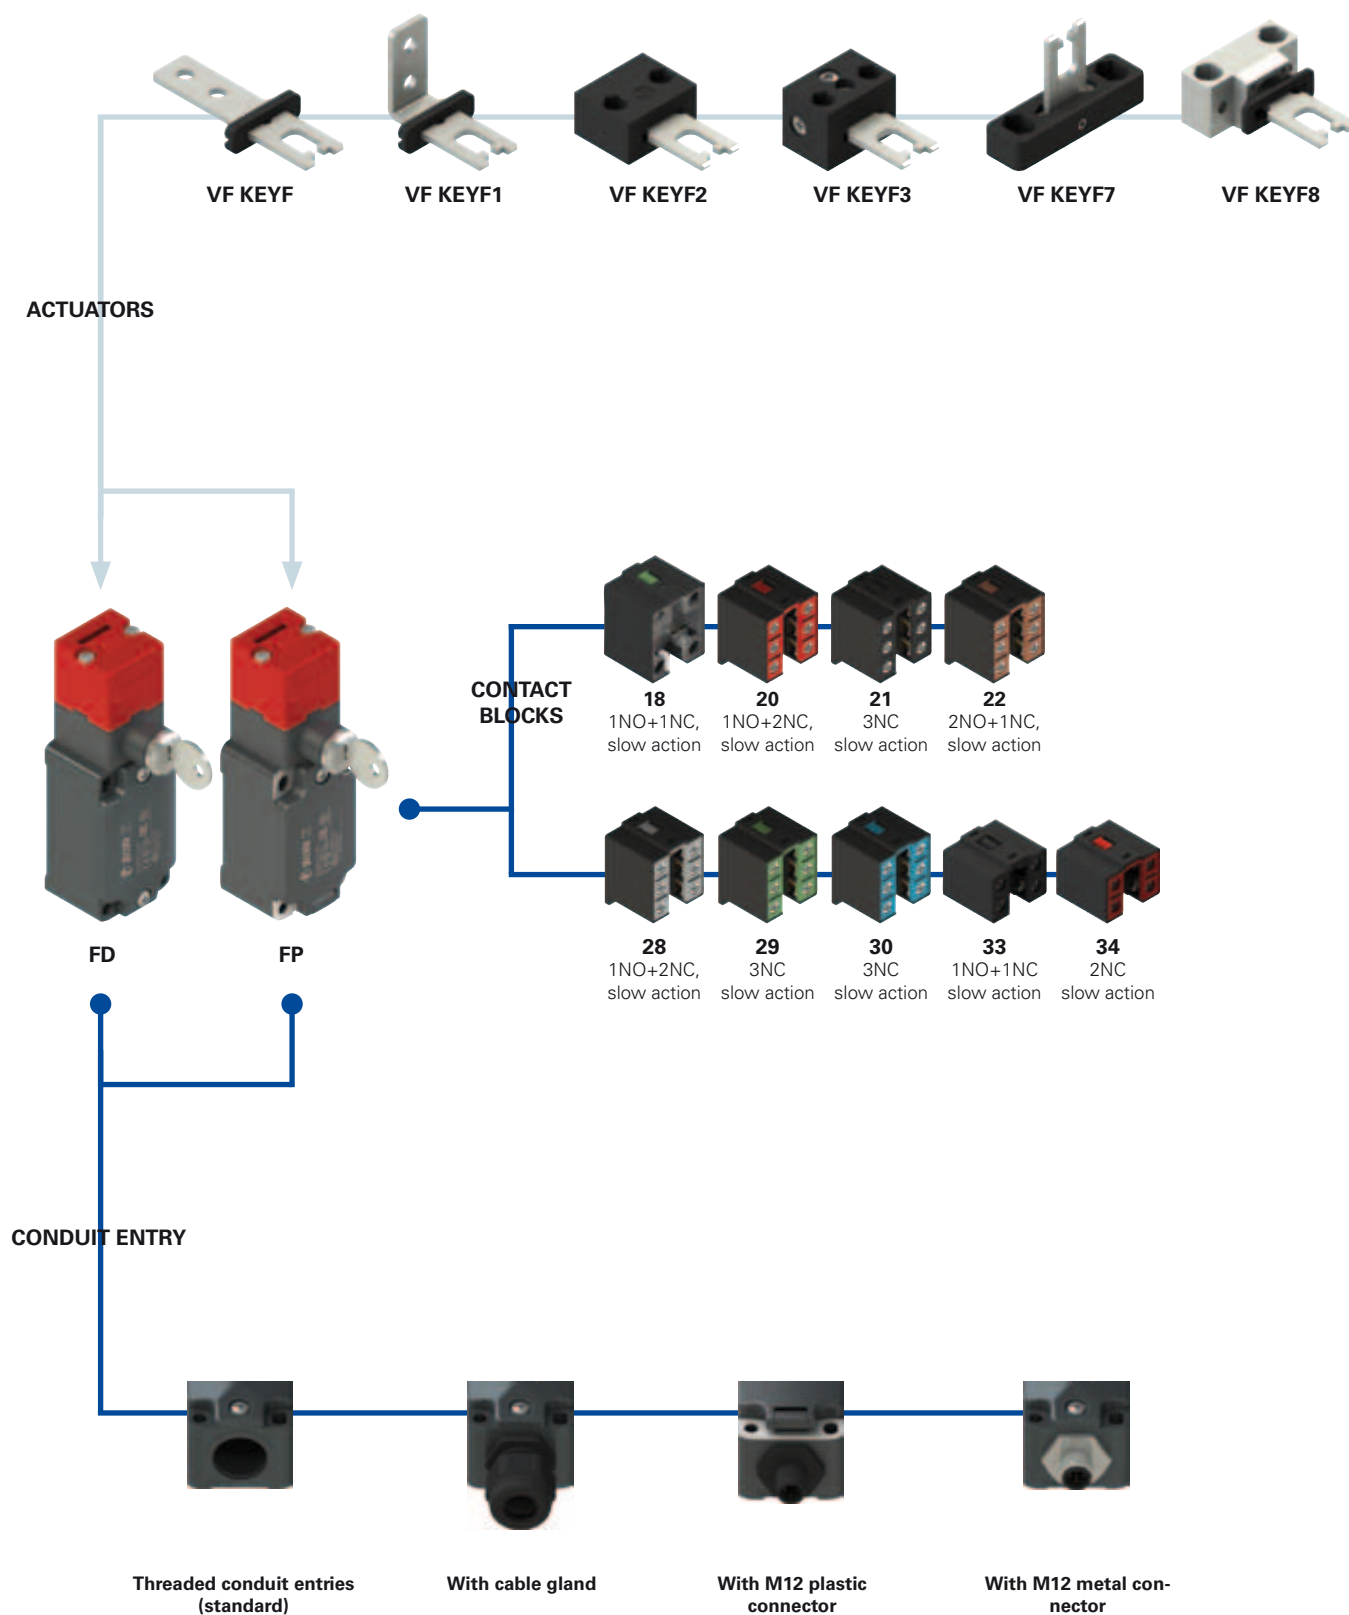 VF KEYF
VF KEYF1
VF KEYF2
VF KEYF3
VF KEYF7
VF KEYF8
ACTUATORS
CONTACT
BLOCKS
18
1NO+1NC,
slow action
20
1NO+2NC,
slow action
21
3NC
slow action
22
2NO+1NC,
slow action
28
1NO+2NC,
slow action
29
3NC
slow action
30
3NC
slow action
33
1NO+1NC
slow action
34
2NC
slow action
FD
FP
CONDUIT ENTRY
Threaded conduit entries
(standard)
With cable gland
With M12 plastic
connector
With M12 metal con-
nector